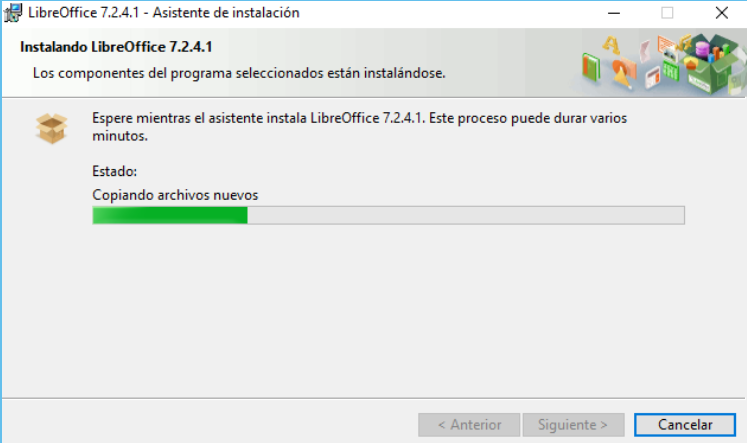 LibreOffice 7.2.4.1 - Asistente de instalación
Instalando LibreOffice 7.2.4.1
Los componentes del programa seleccionados están instalándose.
Espere mientras el asistente instala LibreOffice 7.2.4.1. Este proceso puede durar varios
minutos.
Estado:
Copiando archivos nuevos
< Anterior
Siguiente >
Cancelar